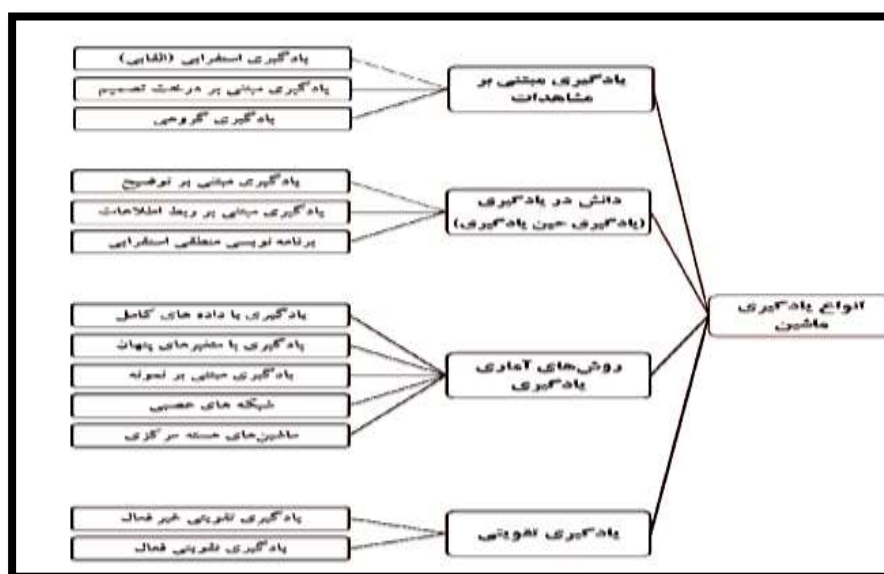 انواع یادگیری
ماشین
یادگیری مبتنی بر
مشاهدات
یادگیری استقرایی (القایی)
یادگیری مبتنی بر درخت تصمیم
یادگیری گروهی
دانش در یادگیری
(یادگیری حین یادگیری)
یادگیری مبتنی بر توضیح
یادگیری مبتنی بر ربط اطلاعات
برنامه نویسی منطقی استقرایی
روش‌های آماری
یادگیری
یادگیری با داده های کامل
یادگیری با متغیرهای پنهان
یادگیری مبتنی بر نمونه
شبکه های عصبی
ماشین‌های هسته مرکزی
یادگیری تقویتی
یادگیری تقویتی غیر فعال
یادگیری تقویتی فعال